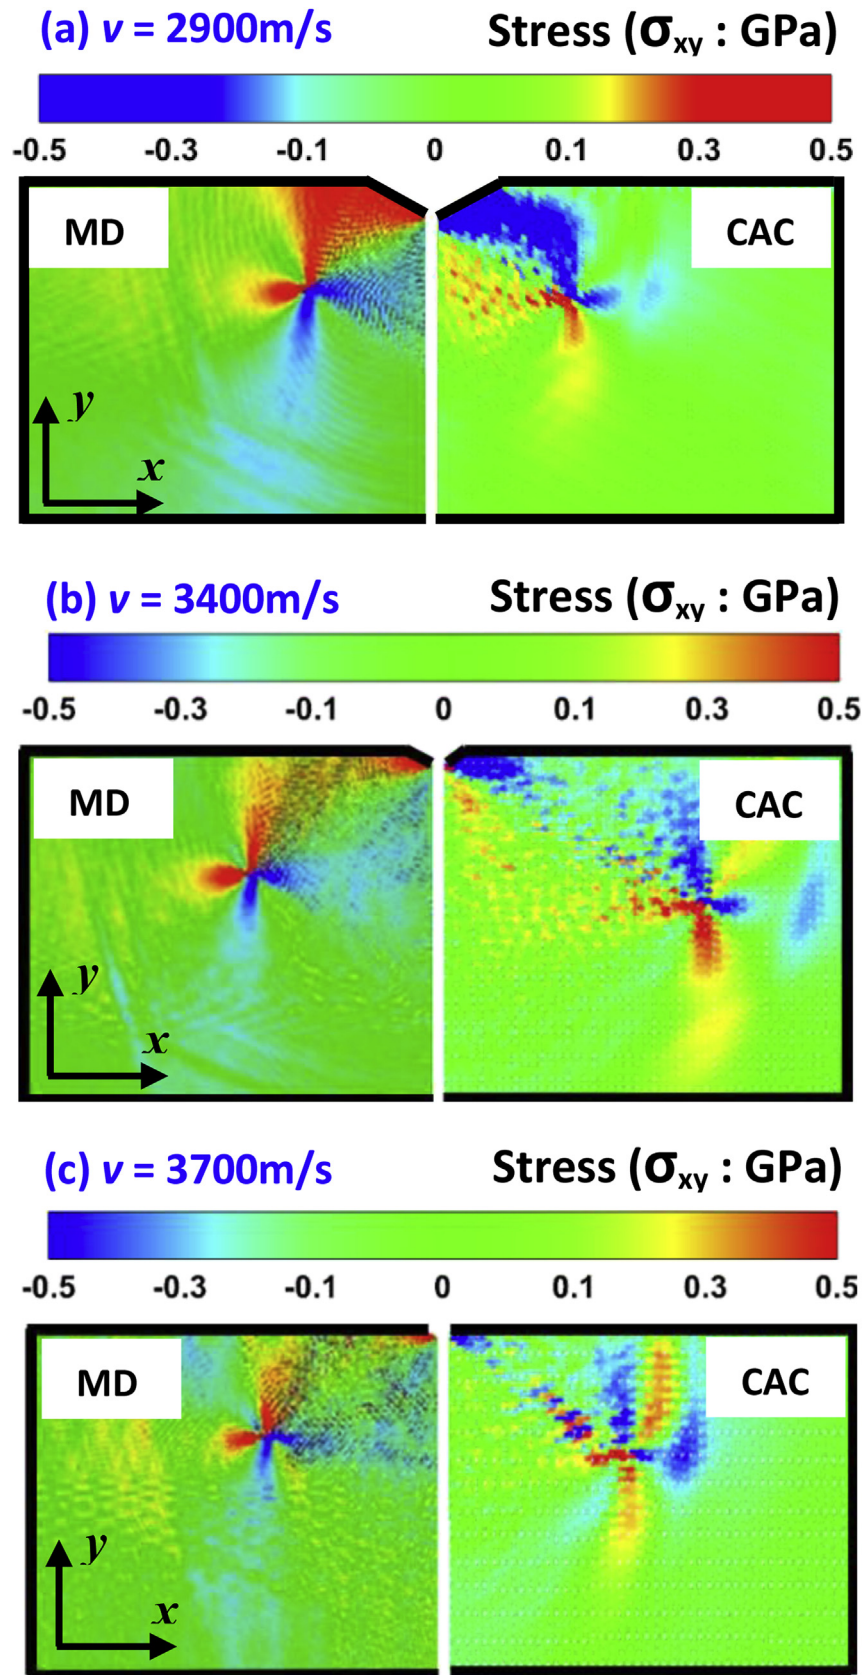 (a) v = 2900m/s Stress (σxy : GPa)
-0.5 -0.3 -0.1 0 0.1 0.3 0.5
MD CAC
y
x
(b) v = 3400m/s Stress (σxy : GPa)
-0.5 -0.3 -0.1 0 0.1 0.3 0.5
MD CAC
y
x
(c) v = 3700m/s Stress (σxy : GPa)
-0.5 -0.3 -0.1 0 0.1 0.3 0.5
MD CAC
y
x